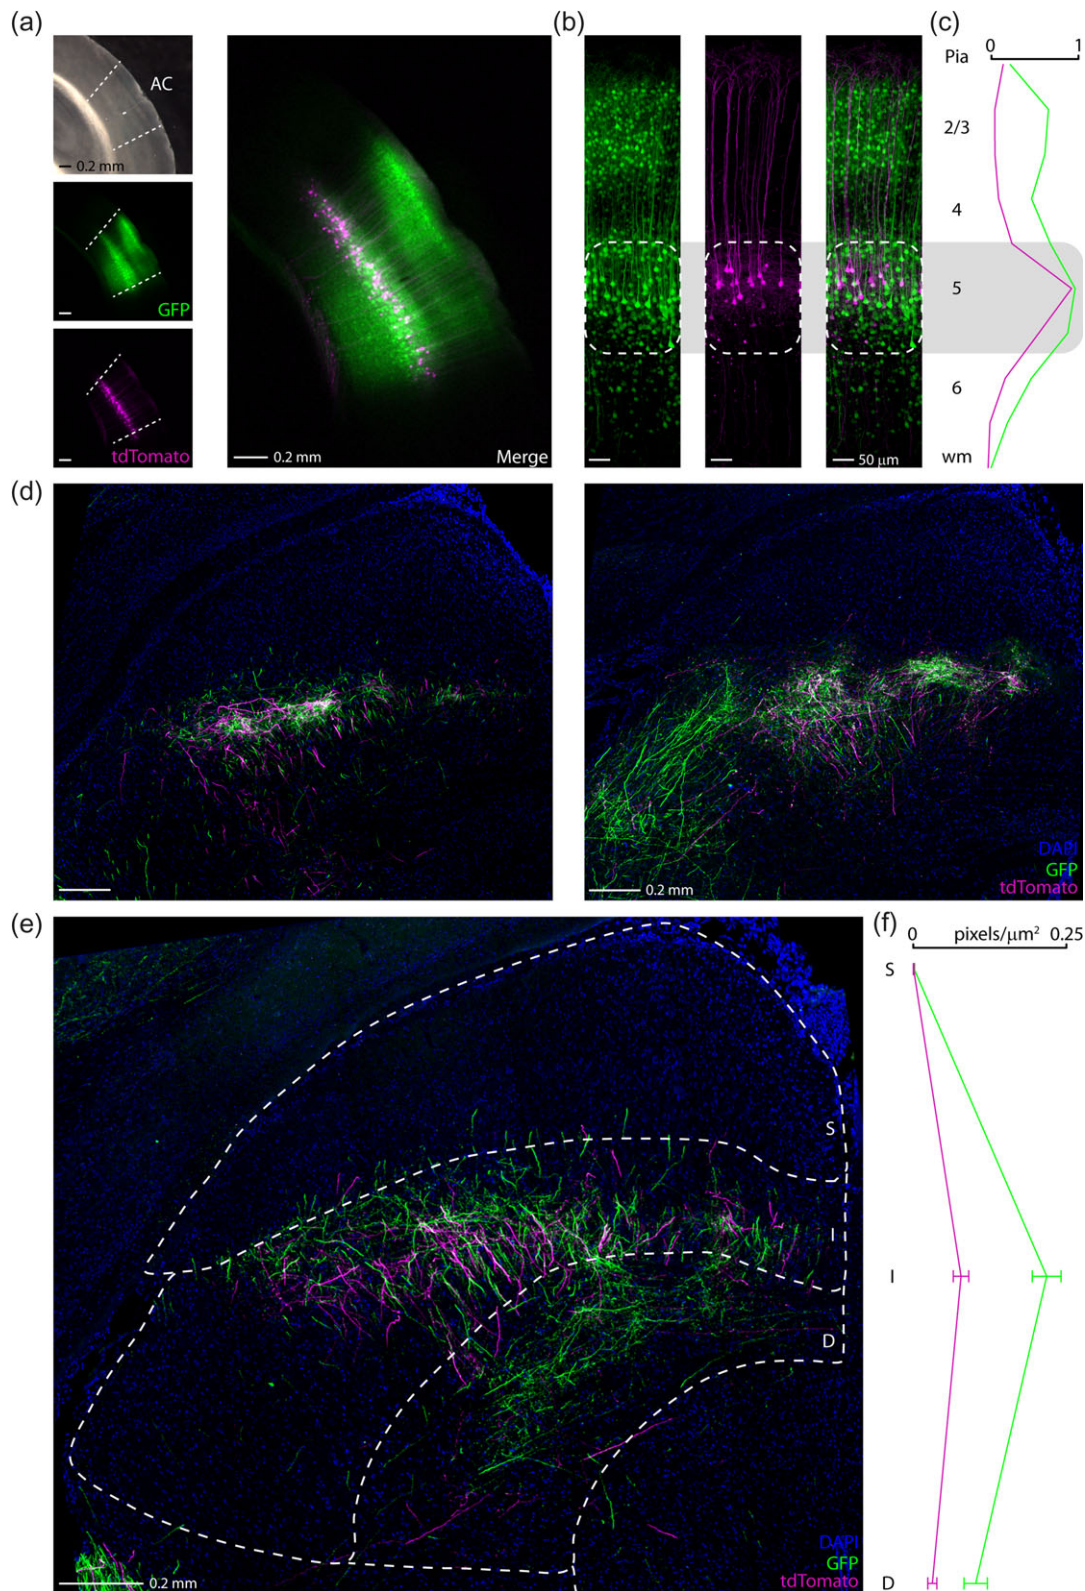 (a)
AC
0.2 mm
GFP
tdTomato
0.2 mm
Merge
(b)
50 µm
(c)
0
1
Pia
2/3
4
5
6
wm
(d)
0.2 mm
DAPI
GFP
tdTomato
(e)
S
I
D
0.2 mm
DAPI
GFP
tdTomato
(f)
0
pixels/µm²
0.25
S
I
D